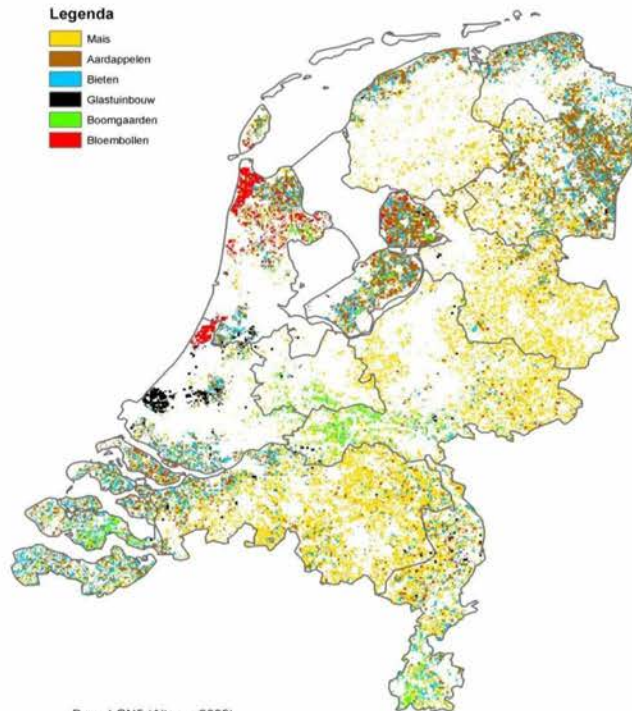 Legenda
Mais
Aardappelen
Bieten
Glastuinbouw
Boomgaarden
Bloembollen